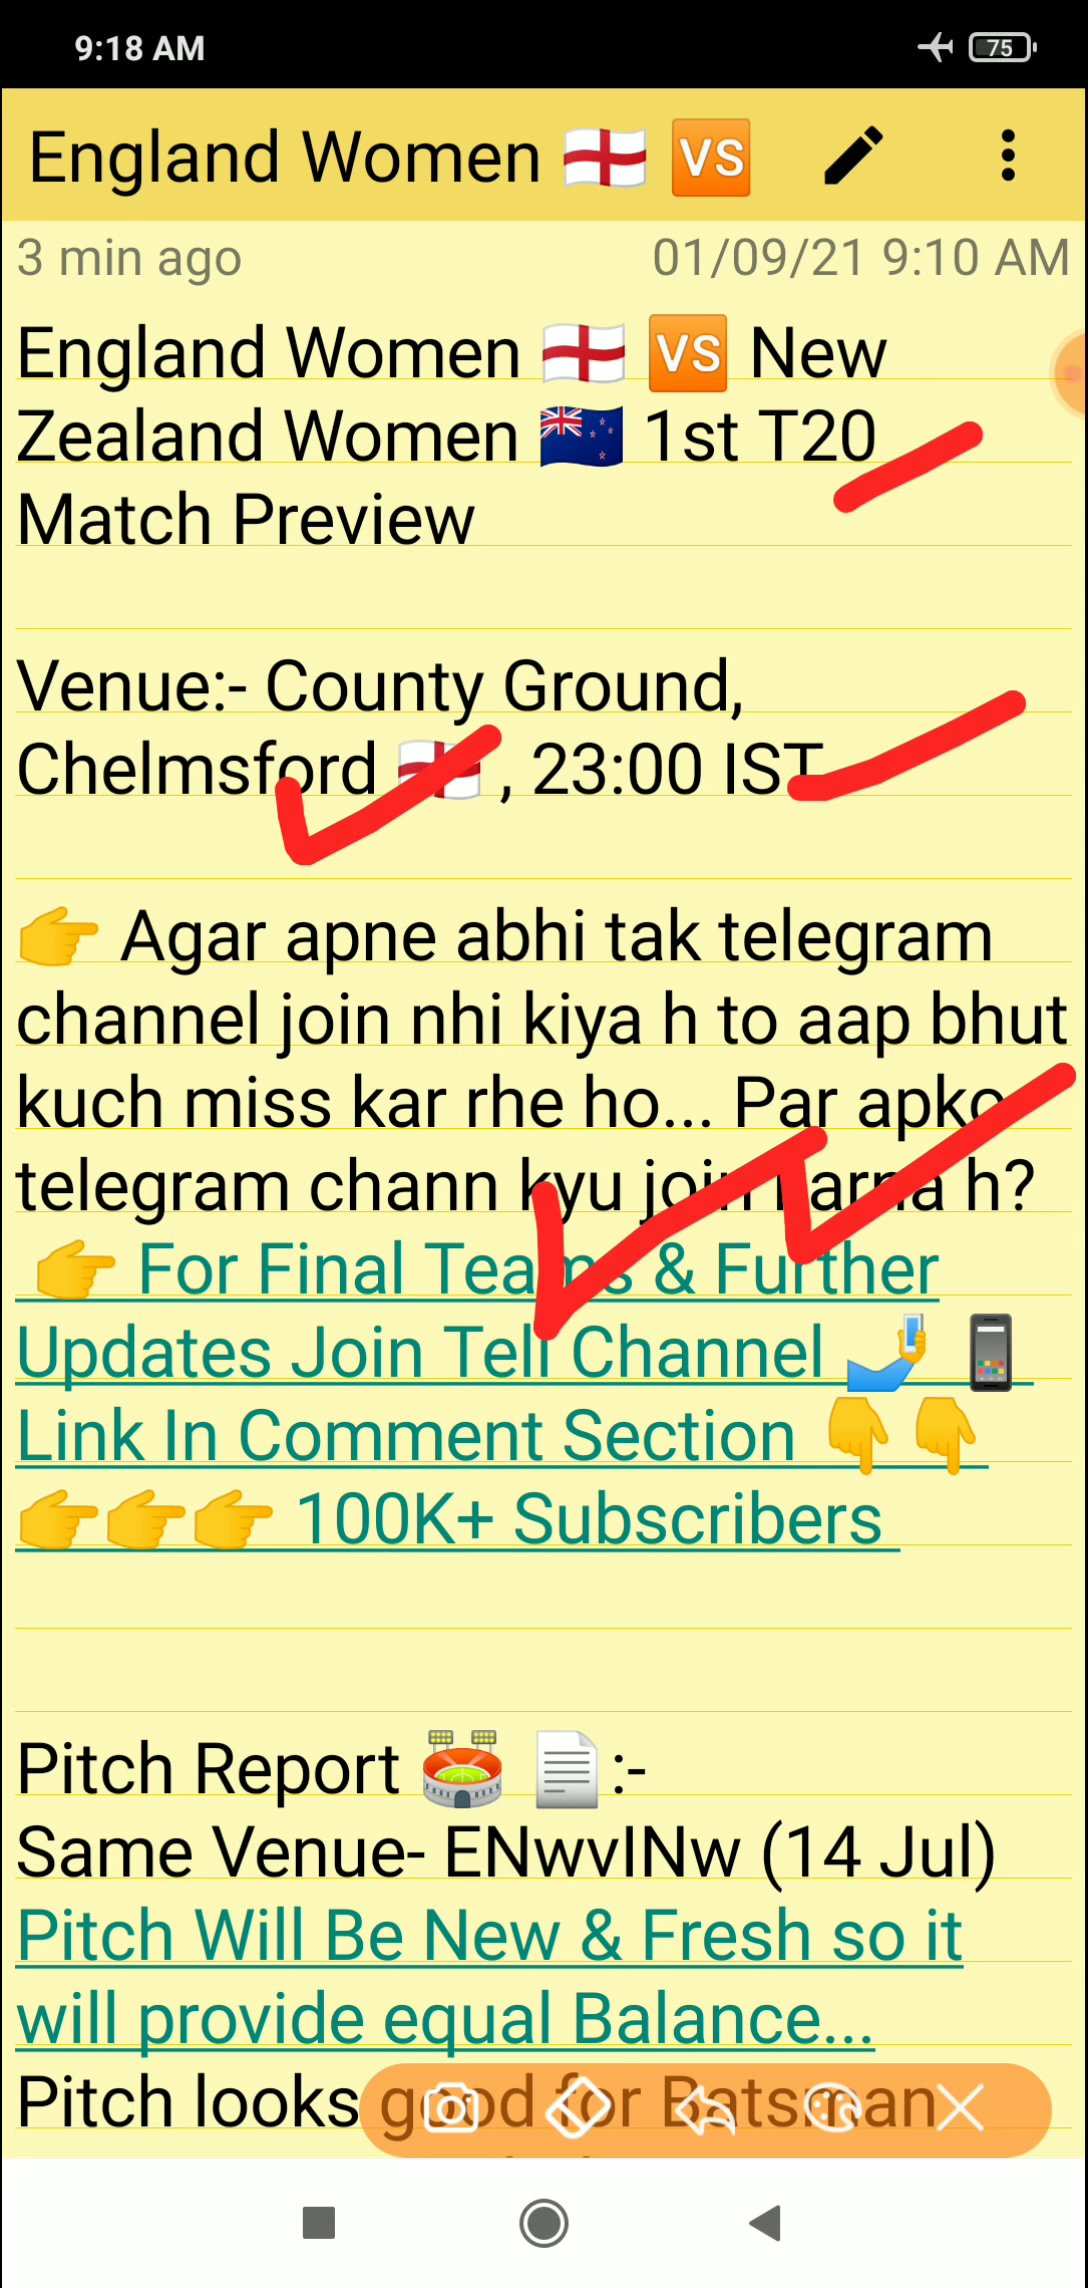 9:18 AM
75
England Women 🏴󠁧󠁢󠁥󠁮󠁧󠁿 🆚
3 min ago 01/09/21 9:10 AM
England Women 🏴󠁧󠁢󠁥󠁮󠁧󠁿 🆚 New
Zealand Women 🇳🇿 1st T20
Match Preview
Venue:- County Ground,
Chelmsford 🏴󠁧󠁢󠁥󠁮󠁧󠁿 , 23:00 IST
👉 Agar apne abhi tak telegram
channel join nhi kiya h to aap bhut
kuch miss kar rhe ho... Par apko
telegram chann kyu join karna h?
👉 For Final Teams & Further
Updates Join Tell Channel 🤳 📱
Link In Comment Section 👇👇
👉👉👉 100K+ Subscribers
Pitch Report 🏟 📄:-
Same Venue- ENwvINw (14 Jul)
Pitch Will Be New & Fresh so it
will provide equal Balance...
Pitch looks good for Batsman